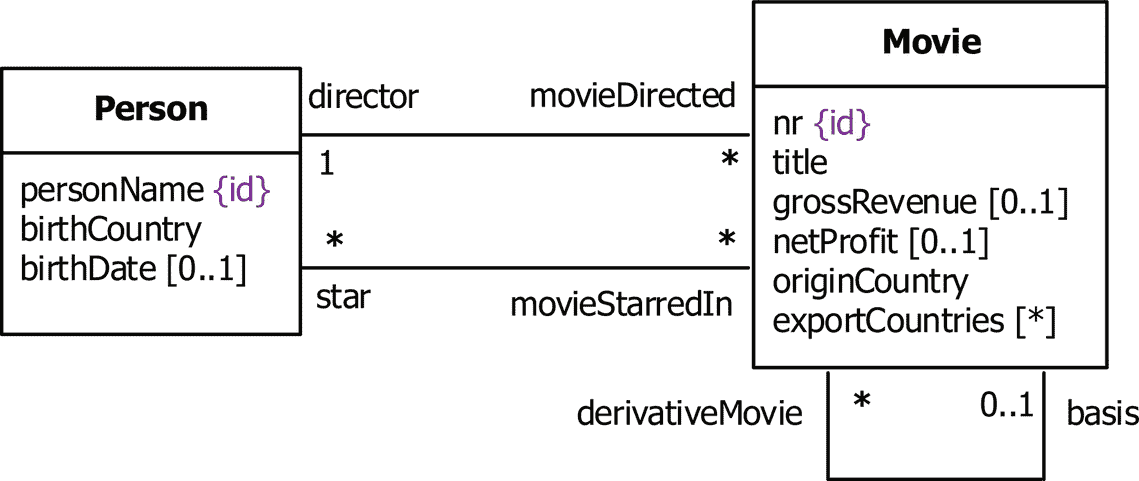 Person
personName {id}
birthCountry
birthDate [0..1]
director
movieDirected
1
*
*
*
star
movieStarredIn
Movie
nr {id}
title
grossRevenue [0..1]
netProfit [0..1]
originCountry
exportCountries [*]
derivativeMovie
*
0..1
basis